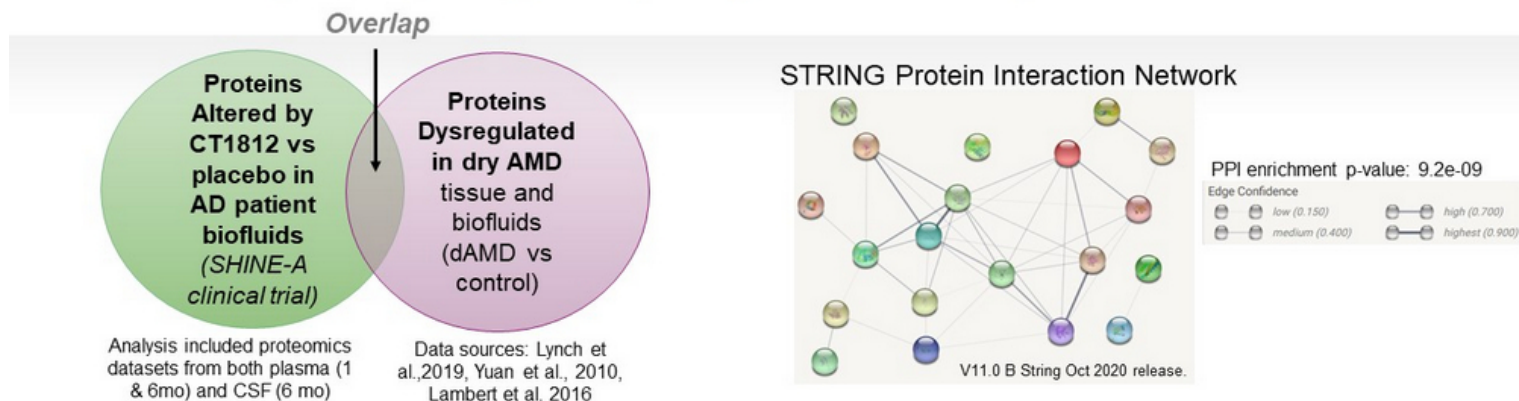 Overlap
Proteins
Altered by
CT1812 vs
placebo in
AD patient
biofluids
(SHINE-A
clinical trial)
Proteins
Dysregulated
in dry AMD
tissue and
biofluids
(dAMD vs
control)
Analysis included proteomics
datasets from both plasma (1
& 6mo) and CSF (6 mo)
Data sources: Lynch et
al.,2019, Yuan et al., 2010,
Lambert et al. 2016
STRING Protein Interaction Network
V11.0 B String Oct 2020 release.
PPI enrichment p-value: 9.2e-09
Edge Confidence
low (0.150)
high (0.700)
medium (0.400)
highest (0.900)